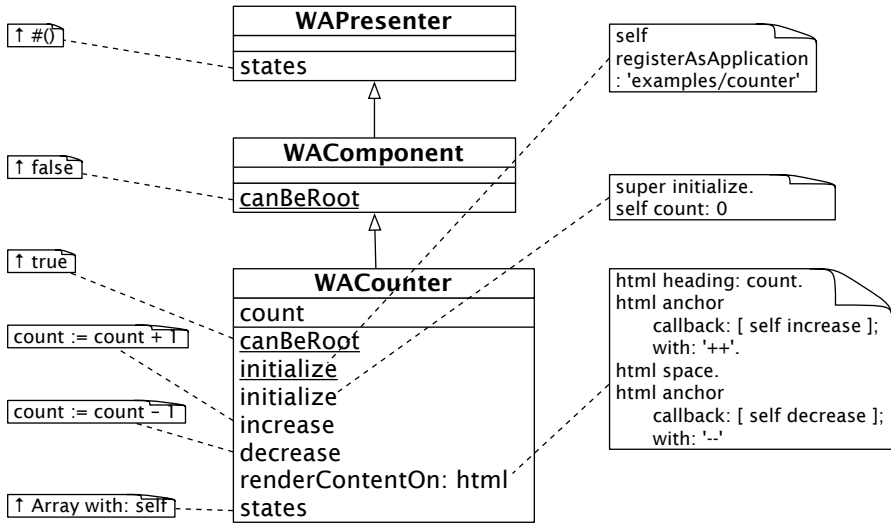 WAPresenter
↑ #()
states
self
registerAsApplication
: 'examples/counter'
WAComponent
↑ false
canBeRoot
super initialize.
self count: 0
↑ true
WACounter
count
canBeRoot
initialize
initialize
increase
decrease
renderContentOn: html
states
count := count + 1
count := count – 1
↑ Array with: self
html heading: count.
html anchor
callback: [ self increase ];
with: '++'.
html space.
html anchor
callback: [ self decrease ];
with: '--'